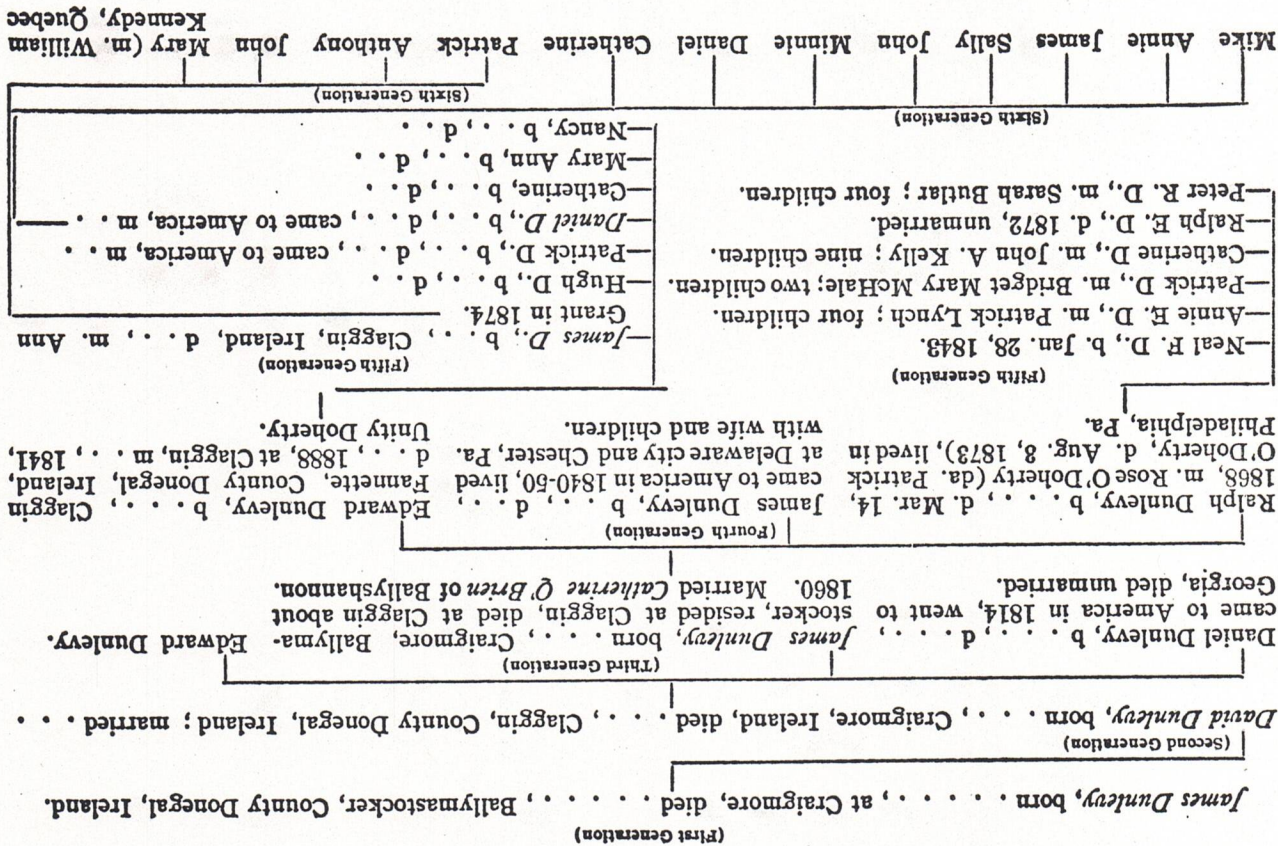 (First Generation)
James Dunlevy, born . . . . . ., at Craigmore, died . . . . . ., Ballymastocker, County Donegal, Ireland.
(Second Generation)
David Dunlevy, born . . . ., Craigmore, Ireland, died . . . ., Claggin, County Donegal, Ireland; married . . .
(Third Generation)
Daniel Dunlevy, b . . . ., d . . . .,
came to America in 1814, went to
Georgia, died unmarried.
James Dunlevy, born . . . ., Craigmore, Ballyma-
stocker, resided at Claggin, died at Claggin about
1860. Married Catherine O'Brien of Ballyshannon.
Edward Dunlevy.
(Fourth Generation)
Ralph Dunlevy, b . . . ., d. Mar. 14,
1868, m. Rose O'Doherty (da. Patrick
O'Doherty, d. Aug. 8, 1873), lived in
Philadelphia, Pa.
James Dunlevy, b . . ., d . . .,
came to America in 1840-50, lived
at Delaware city and Chester, Pa.
with wife and children.
Edward Dunlevy, b . . . , Claggin
Fannette, County Donegal, Ireland,
d . . ., 1888, at Claggin, m . . ., 1841,
Unity Doherty.
(Fifth Generation)
—Neal F. D., b. Jan. 28, 1843.
—Annie E. D., m. Patrick Lynch; four children.
—Patrick D., m. Bridget Mary McHale; two children.
—Catherine D., m. John A. Kelly; nine children.
—Ralph E. D., d. 1872, unmarried.
—Peter R. D., m. Sarah Butlar; four children.
(Fifth Generation)
—James D., b. . ., Claggin, Ireland, d . ., m. Ann
Grant in 1874.
—Hugh D., b . ., d . .
—Patrick D., b . ., d . ., came to America, m . .
—Daniel D., b . ., d . ., came to America, m . .
—Catherine, b . ., d . .
—Mary Ann, b . ., d . .
—Nancy, b . ., d . .
(Sixth Generation)
(Sixth Generation)
Mike Annie James Sally John Minnie Daniel Catherine Patrick Anthony John Mary (m. William
Kennedy, Quebec